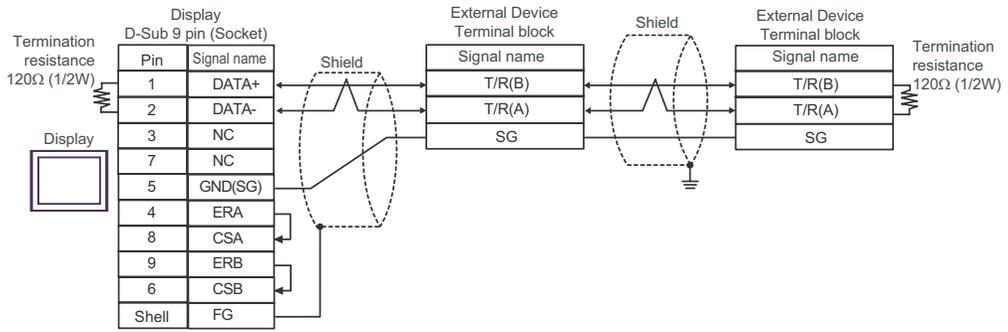 Display
D-Sub 9 pin (Socket)
External Device
Terminal block
External Device
Terminal block
Termination
resistance
120Ω (1/2W)
Pin Signal name
Shield
Signal name
Shield
Signal name
Termination
resistance
120Ω (1/2W)
1 DATA+
T/R(B)
T/R(B)
2 DATA-
T/R(A)
T/R(A)
3 NC
SG
SG
Display
7 NC
5 GND(SG)
4 ERA
8 CSA
9 ERB
6 CSB
Shell FG